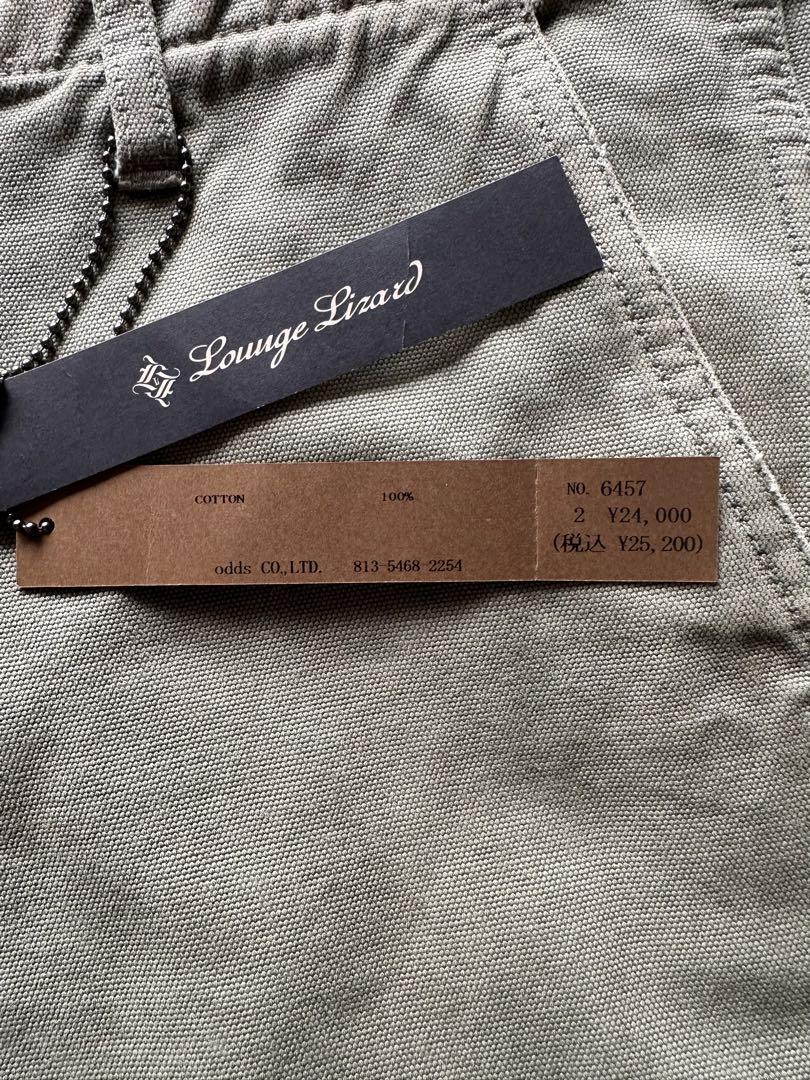 Lounge Lizard
COTTON 100%
odds CO.,LTD. 813-5468-2254
NO. 6457
2 ¥24,000
(税込 ¥25,200)